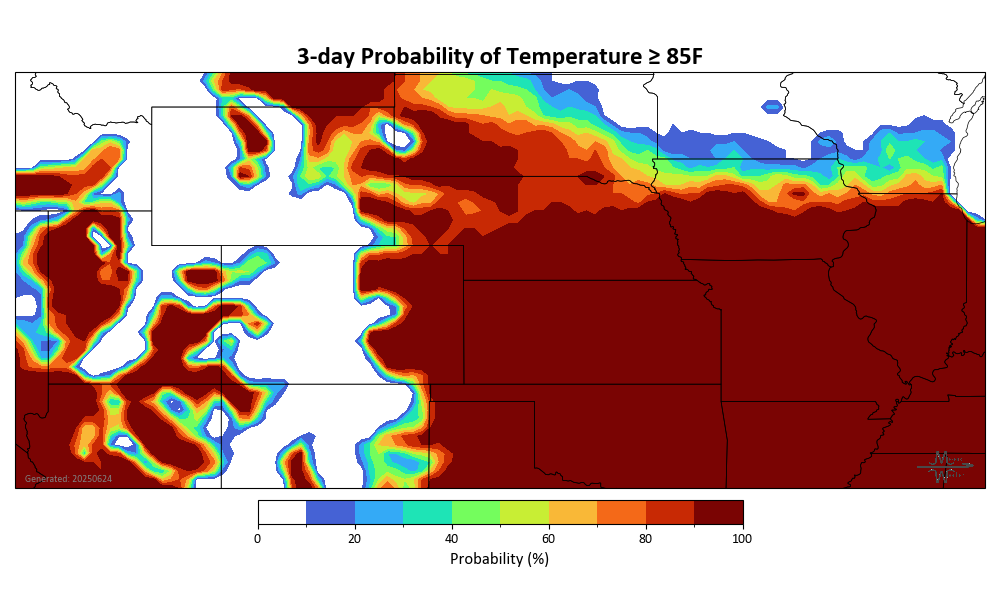 3-day Probability of Temperature ≥ 85F
Generated: 20250624
0 20 40 60 80 100
Probability (%)